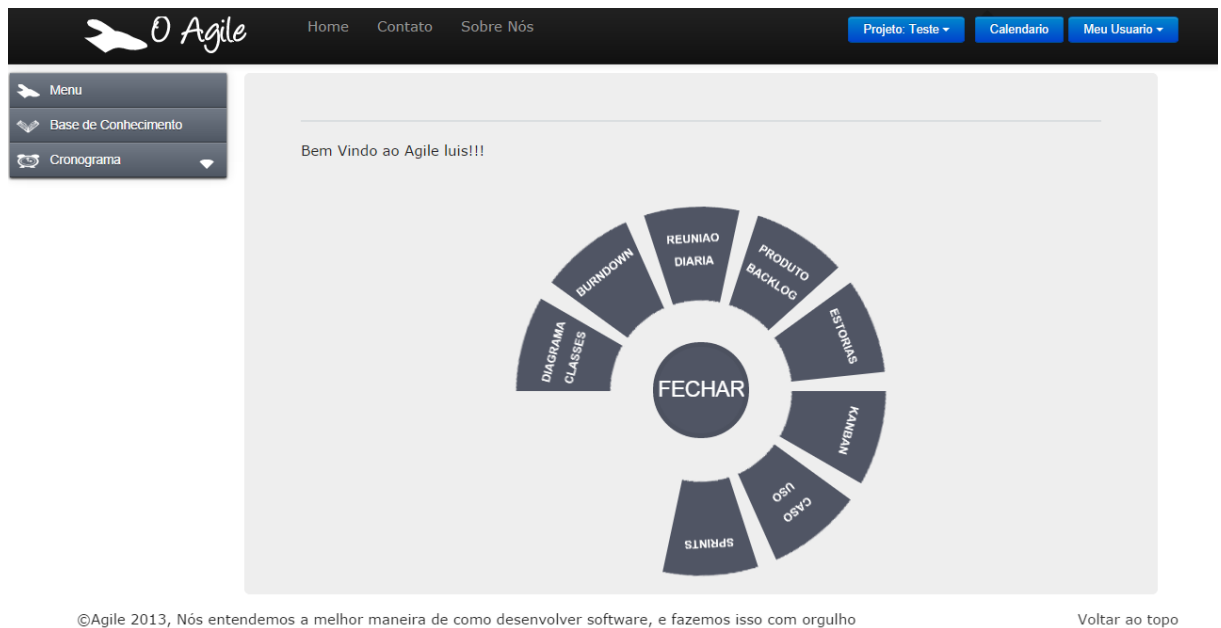 O Agile
Home
Contato
Sobre Nós
Projeto: Teste
Calendario
Meu Usuario
Menu
Base de Conhecimento
Cronograma
Bem Vindo ao Agile luis!!!
DIAGRAMA
CLASSES
BURNDOWN
REUNIAO
DIARIA
PRODUTO
BACKLOG
ESTORIAS
KANBAN
CASO
USO
SPRINTS
FECHAR
©Agile 2013, Nós entendemos a melhor maneira de como desenvolver software, e fazemos isso com orgulho
Voltar ao topo